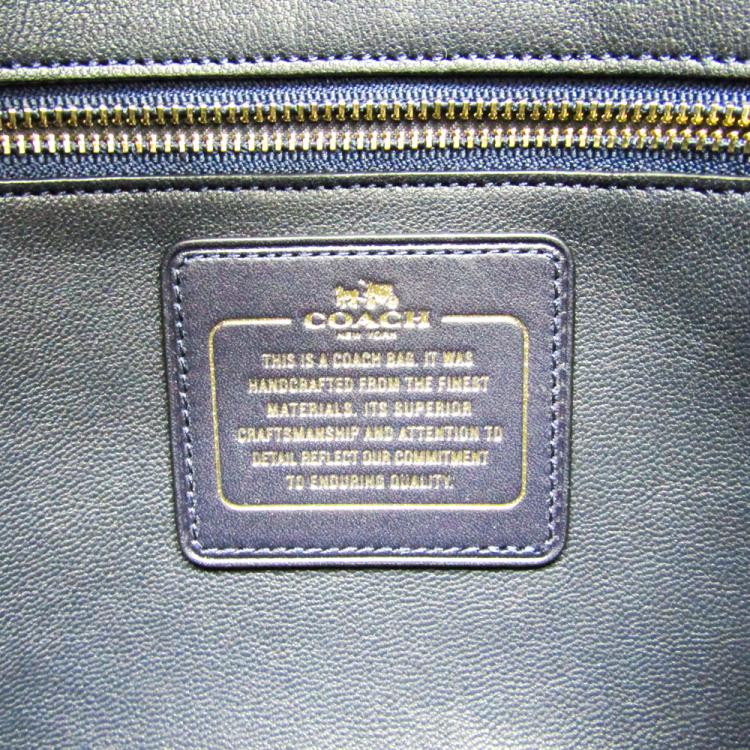 COACH
NEW YORK
THIS IS A COACH BAG. IT WAS
HANDCRAFTED FROM THE FINEST
MATERIALS. ITS SUPERIOR
CRAFTSMANSHIP AND ATTENTION TO
DETAIL REFLECT OUR COMMITMENT
TO ENDURING QUALITY.